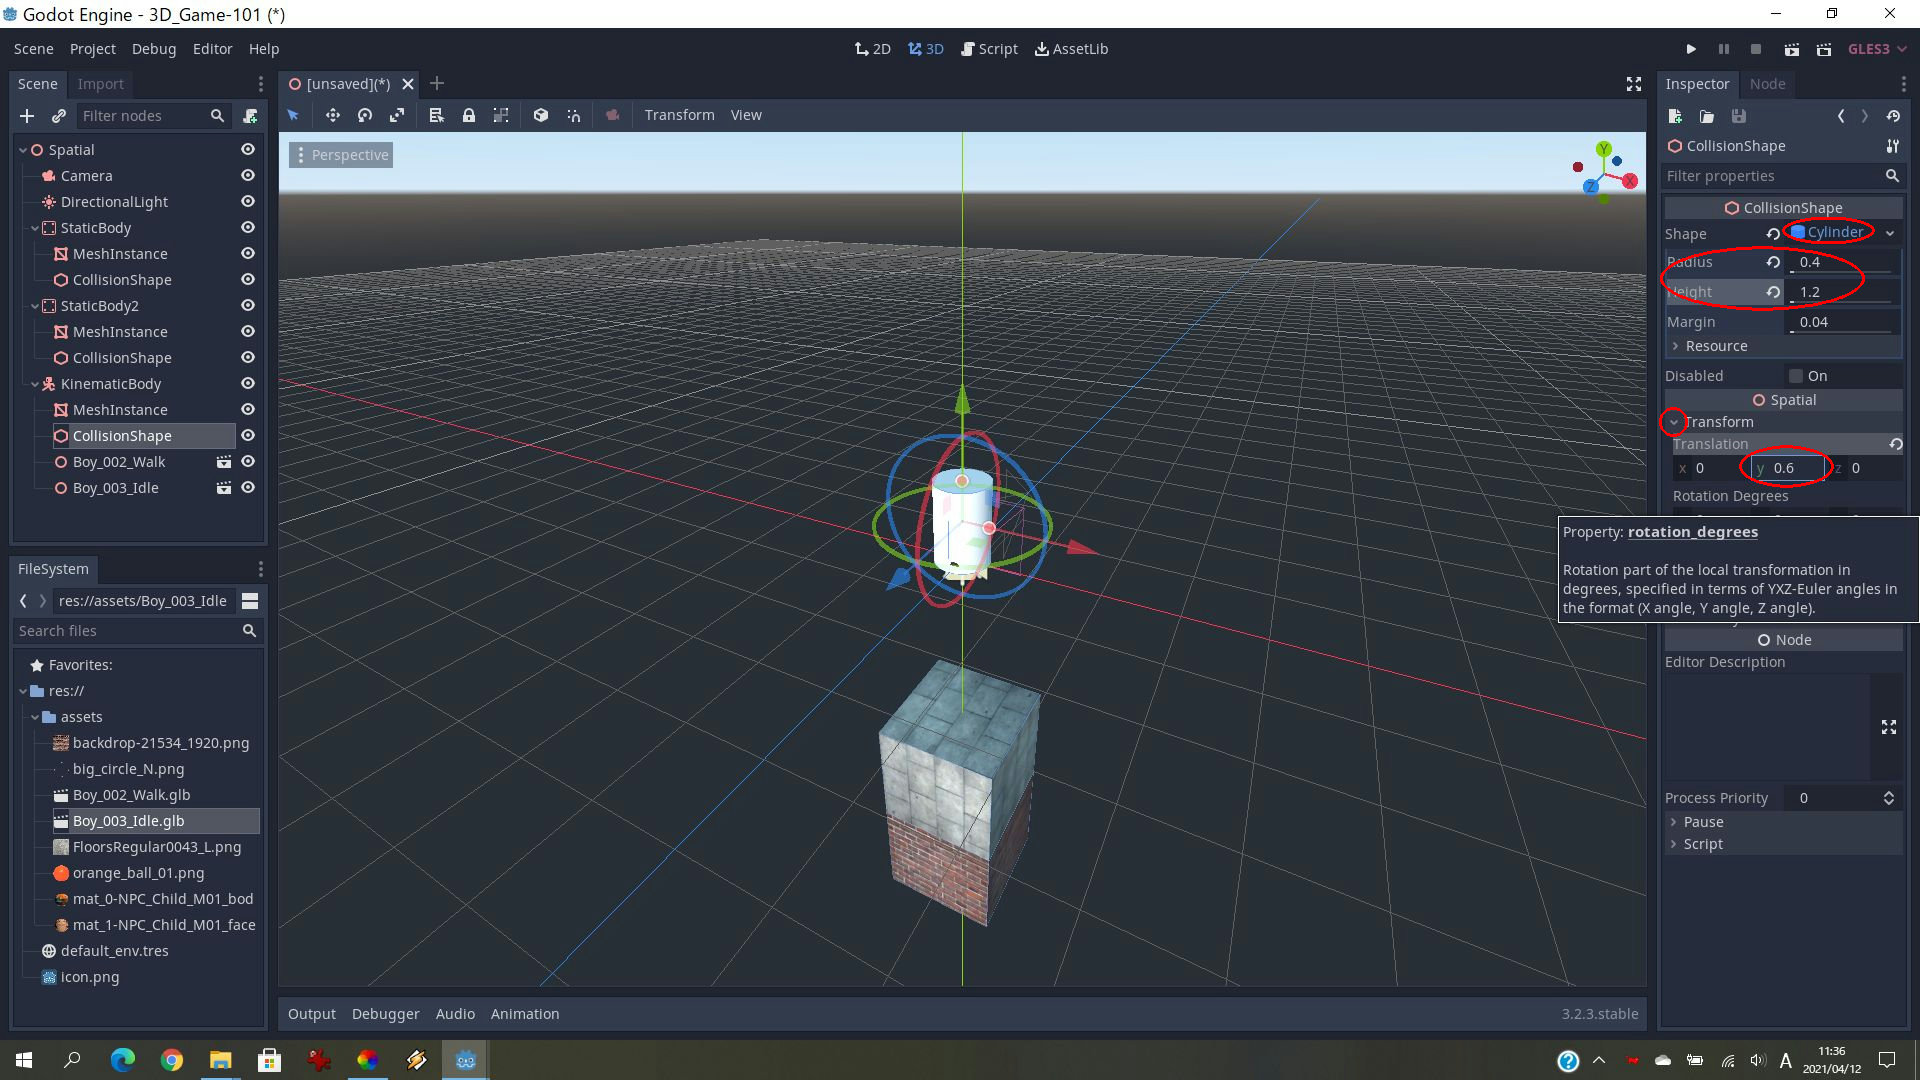 Godot Engine - 3D_Game-101 (*)
Scene Project Debug Editor Help
2D 3D Script AssetLib
GLES3
Scene Import
Filter nodes
Spatial
Camera
DirectionalLight
StaticBody
MeshInstance
CollisionShape
StaticBody2
MeshInstance
CollisionShape
KinematicBody
MeshInstance
CollisionShape
Boy_002_Walk
Boy_003_Idle
FileSystem
res://assets/Boy_003_Idle
Search files
Favorites:
res://
assets
backdrop-21534_1920.png
big_circle_N.png
Boy_002_Walk.glb
Boy_003_Idle.glb
FloorsRegular0043_L.png
orange_ball_01.png
mat_0-NPC_Child_M01_bod
mat_1-NPC_Child_M01_face
default_env.tres
icon.png
[unsaved](*)
Transform View
Perspective
Y
X
Z
Output Debugger Audio Animation
3.2.3.stable
Inspector Node
CollisionShape
Filter properties
CollisionShape
Shape Cylinder
Radius 0.4
Height 1.2
Margin 0.04
Resource
Disabled On
Spatial
Transform
Translation
x 0 y 0.6 z 0
Rotation Degrees
Property: rotation_degrees
Rotation part of the local transformation in
degrees, specified in terms of YXZ-Euler angles in
the format (X angle, Y angle, Z angle).
Node
Editor Description
Process Priority 0
Pause
Script
A
11:36
2021/04/12